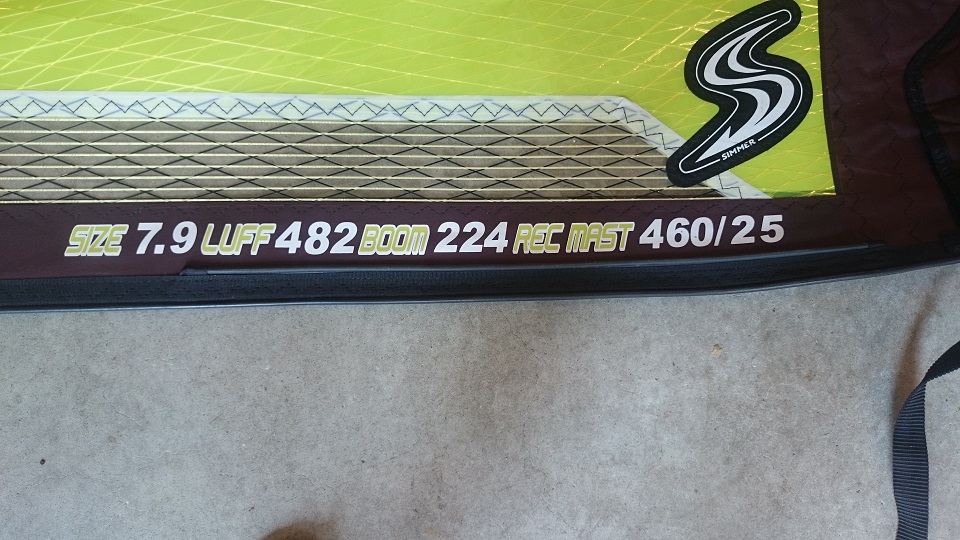 SIMMER
SIZE 7.9 LUFF 482 BOOM 224 REC MAST 460/25